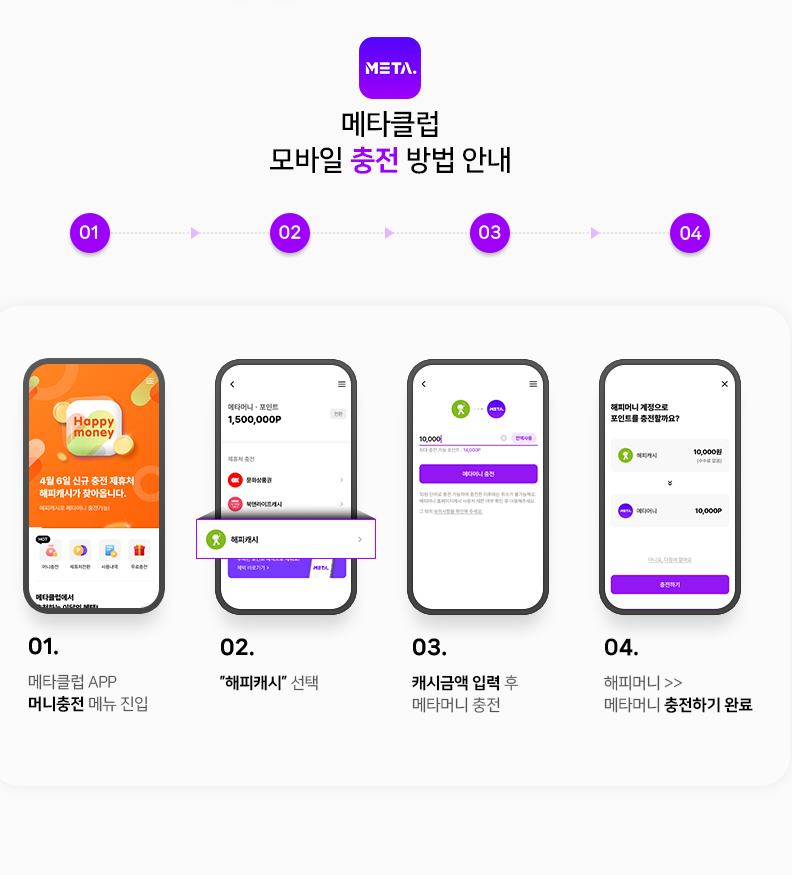 META.
메타클럽
모바일 충전 방법 안내
01
02
03
04
Happy
money
4월 6일 신규 충전 제휴처
해피캐시가 찾아옵니다.
해피캐시로 메타머니 충전가능!
HOT
머니충전
제휴처전환
사용내역
무료충전
메타클럽에서
메타머니 · 포인트
1,500,000P
전환
제휴처 충전
문화상품권
북앤라이프캐시
해피캐시
혜택 바로가기 >
META.
META.
10,000
전액사용
최대 충전 가능 포인트 : 14,000P
메타머니 충전
해피머니 계정으로
포인트를 충전할까요?
해피캐시
10,000원
(수수료 없음)
META.
메타머니
10,000P
아니요, 다음에 할래요
충전하기
01.
메타클럽 APP
머니충전 메뉴 진입
02.
"해피캐시" 선택
03.
캐시금액 입력 후
메타머니 충전
04.
해피머니 >>
메타머니 충전하기 완료